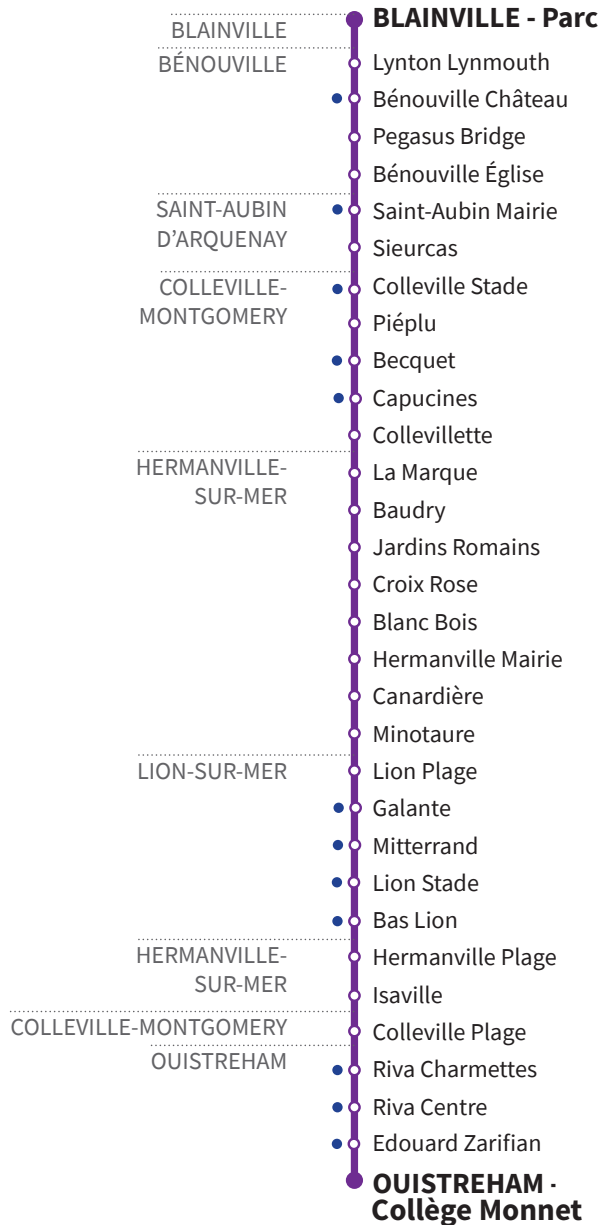 BLAINVILLE
BLAINVILLE - Parc
BÉNOUVILLE
Lynton Lynmouth
Bénouville Château
Pegasus Bridge
Bénouville Église
SAINT-AUBIN
D'ARQUENAY
Saint-Aubin Mairie
Sieurcas
COLLEVILLE-
MONTGOMERY
Colleville Stade
Piéplu
Becquet
Capucines
Collevillette
HERMANVILLE-
SUR-MER
La Marque
Baudry
Jardins Romains
Croix Rose
Blanc Bois
Hermanville Mairie
Canardière
Minotaure
LION-SUR-MER
Lion Plage
Galante
Mitterrand
Lion Stade
Bas Lion
HERMANVILLE-
SUR-MER
Hermanville Plage
Isaville
COLLEVILLE-MONTGOMERY
Colleville Plage
OUISTREHAM
Riva Charmettes
Riva Centre
Edouard Zarifian
OUISTREHAM -
Collège Monnet